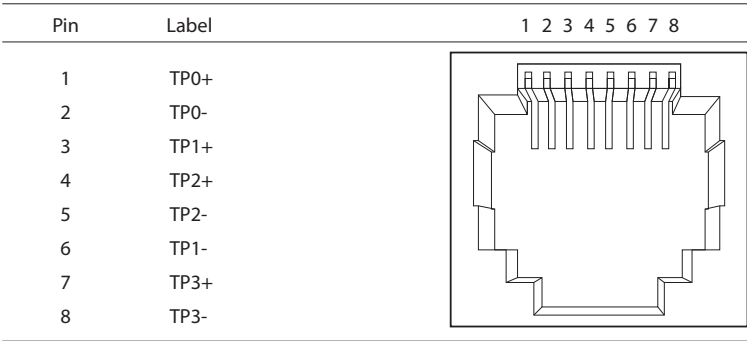 Pin Label 1 2 3 4 5 6 7 8
1 TP0+
2 TP0-
3 TP1+
4 TP2+
5 TP2-
6 TP1-
7 TP3+
8 TP3-